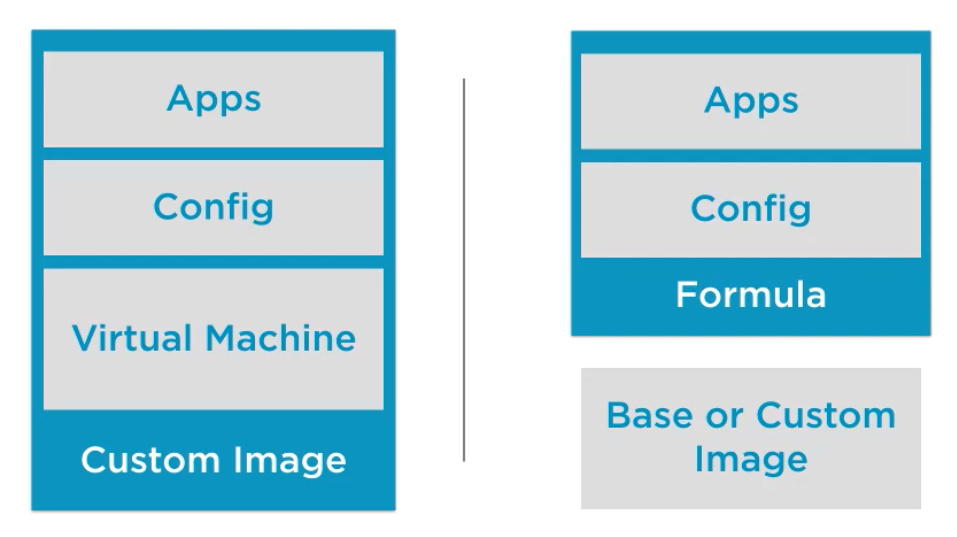 Apps
Config
Virtual Machine
Custom Image
Apps
Config
Formula
Base or Custom
Image